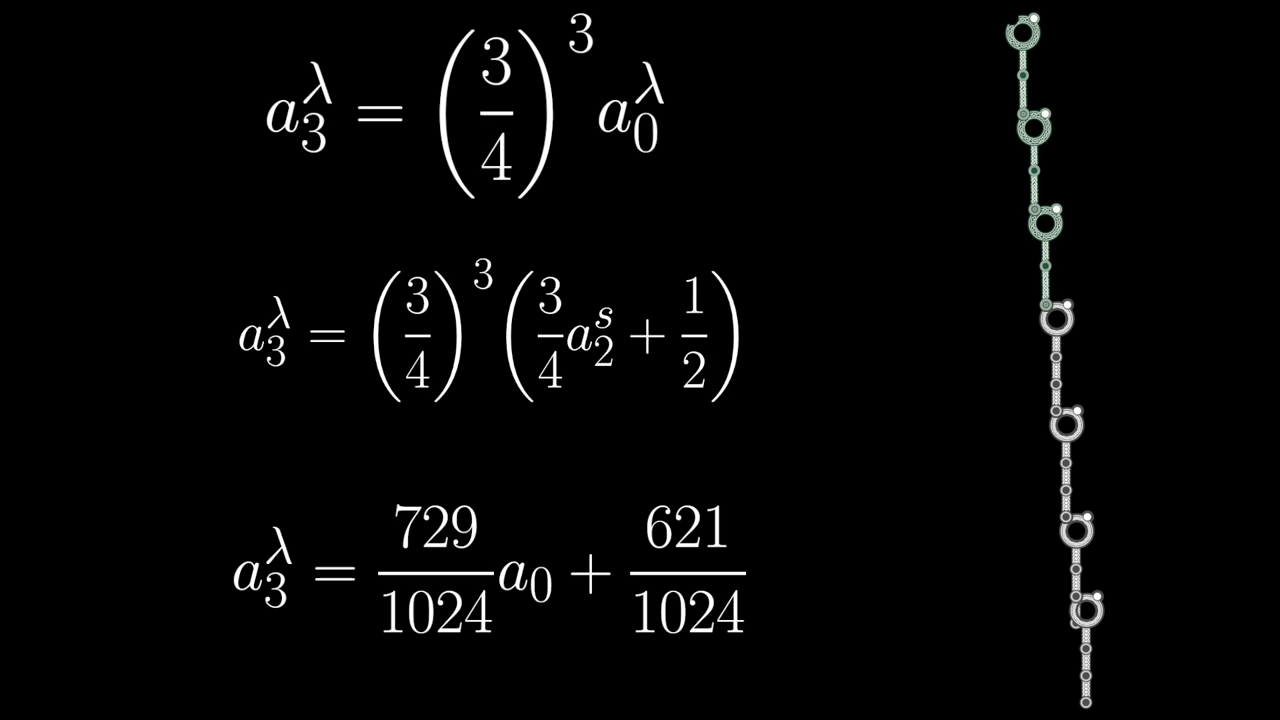 a_3^λ = (3/4)^3 a_0^λ
a_3^λ = (3/4)^3 (3/4 a_2^s + 1/2)
a_3^λ = 729/1024 a_0 + 621/1024